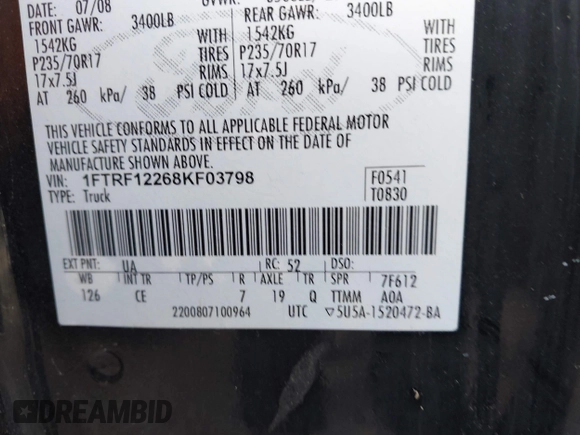 DATE: 07/08
FRONT GAWR: 3400LB REAR GAWR: 3400LB
1542KG WITH 1542KG WITH
P235/70R17 TIRES P235/70R17 TIRES
17x7.5J RIMS 17x7.5J RIMS
AT 260 kPa/ 38 PSI COLD AT 260 kPa/ 38 PSI COLD
THIS VEHICLE CONFORMS TO ALL APPLICABLE FEDERAL MOTOR
VEHICLE SAFETY STANDARDS IN EFFECT ON THE DATE OF
MANUFACTURE SHOWN ABOVE.
VIN: 1FTRF12268KF03798 F0541
TYPE: Truck T0830
EXT PNT: UA RC: 52 DSO:
WB INT TR TP/PS R AXLE TR SPR 7F612
126 CE 7 19 Q TTMM AQA
2200807100964 UTC ▽5U5A-1520472-BA
DREAMBID